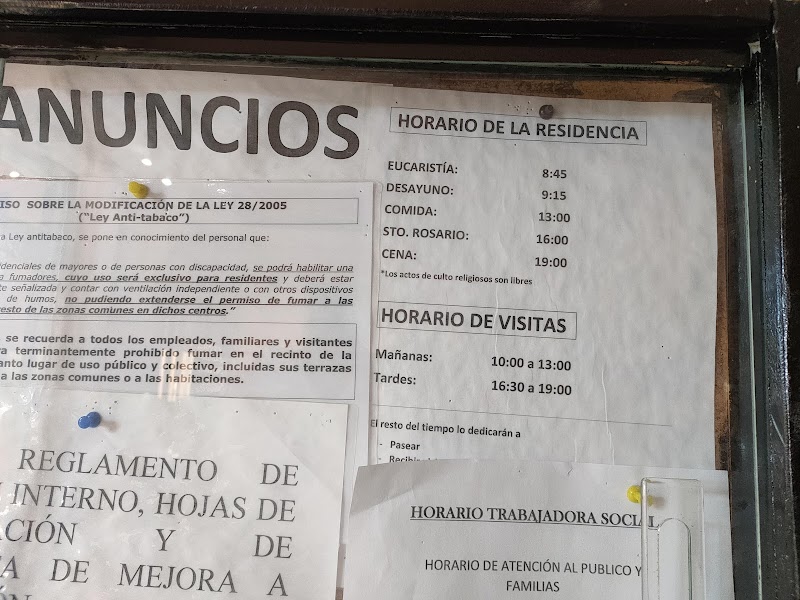 ANUNCIOS
SOBRE LA MODIFICACIÓN DE LA LEY 28/2005
("Ley Anti-tabaco")
Ley antitabaco, se pone en conocimiento del personal que:
de mayores o de personas con discapacidad, se podrá habilitar una
fumadores, cuyo uso será exclusivo para residentes y deberá estar
señalizada y contar con ventilación independiente o con otros dispositivos
de humos, no pudiendo extenderse el permiso de fumar a las
resto de las zonas comunes en dichos centros."
se recuerda a todos los empleados, familiares y visitantes
terminantemente prohibido fumar en el recinto de la
lugar de uso público y colectivo, incluidas sus terrazas
a las zonas comunes o a las habitaciones.
REGLAMENTO DE
INTERNO, HOJAS DE
Y DE
DE MEJORA A
HORARIO DE LA RESIDENCIA
EUCARISTÍA: 8:45
DESAYUNO: 9:15
COMIDA: 13:00
STO. ROSARIO: 16:00
CENA: 19:00
*Los actos de culto religiosos son libres
HORARIO DE VISITAS
Mañanas: 10:00 a 13:00
Tardes: 16:30 a 19:00
El resto del tiempo lo dedicarán a
- Pasear
HORARIO TRABAJADORA SOCIAL
HORARIO DE ATENCIÓN AL PUBLICO Y
FAMILIAS